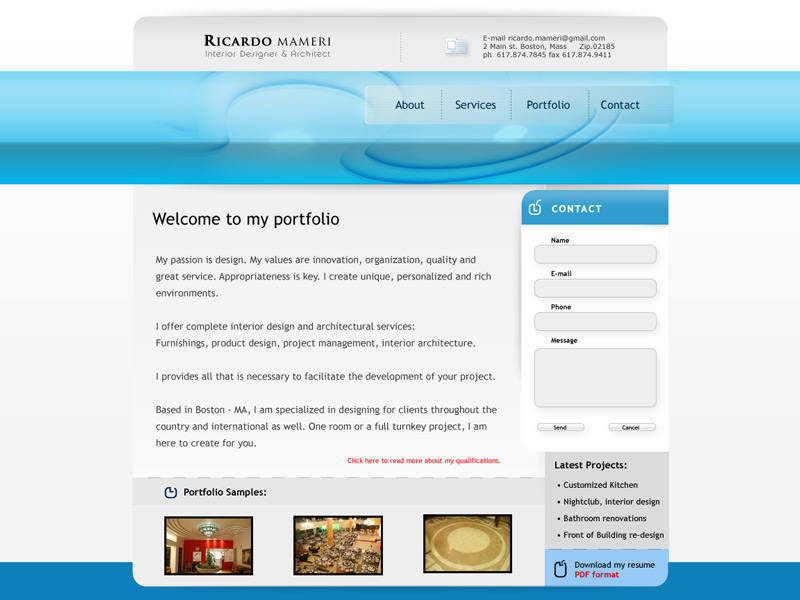 RICARDO MAMERI
Interior Designer & Architect
E-mail ricardo.mameri@gmail.com
2 Main st. Boston, Mass Zip.02185
ph 617.874.7845 fax 617.874.9411
About Services Portfolio Contact
Welcome to my portfolio
My passion is design. My values are innovation, organization, quality and
great service. Appropriateness is key. I create unique, personalized and rich
environments.
I offer complete interior design and architectural services:
Furnishings, product design, project management, interior architecture.
I provides all that is necessary to facilitate the development of your project.
Based in Boston - MA, I am specialized in designing for clients throughout the
country and international as well. One room or a full turnkey project, I am
here to create for you.
Click here to read more about my qualifications.
CONTACT
Name
E-mail
Phone
Message
Send Cancel
Portfolio Samples:
Latest Projects:
• Customized Kitchen
• Nightclub, interior design
• Bathroom renovations
• Front of Building re-design
Download my resume
PDF format